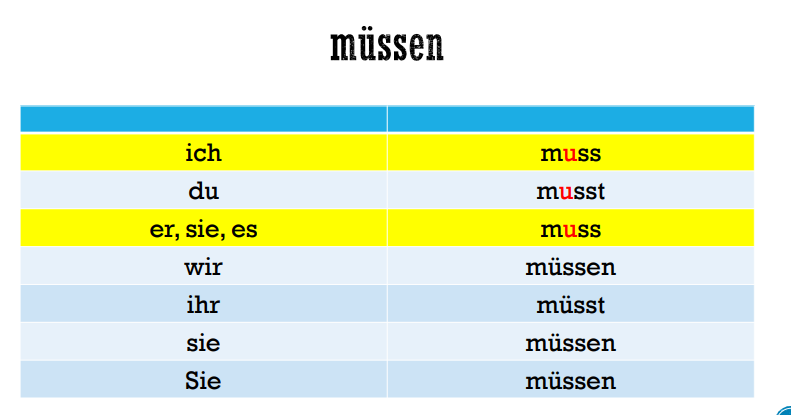 müssen
ich muss
du musst
er, sie, es muss
wir müssen
ihr müsst
sie müssen
Sie müssen